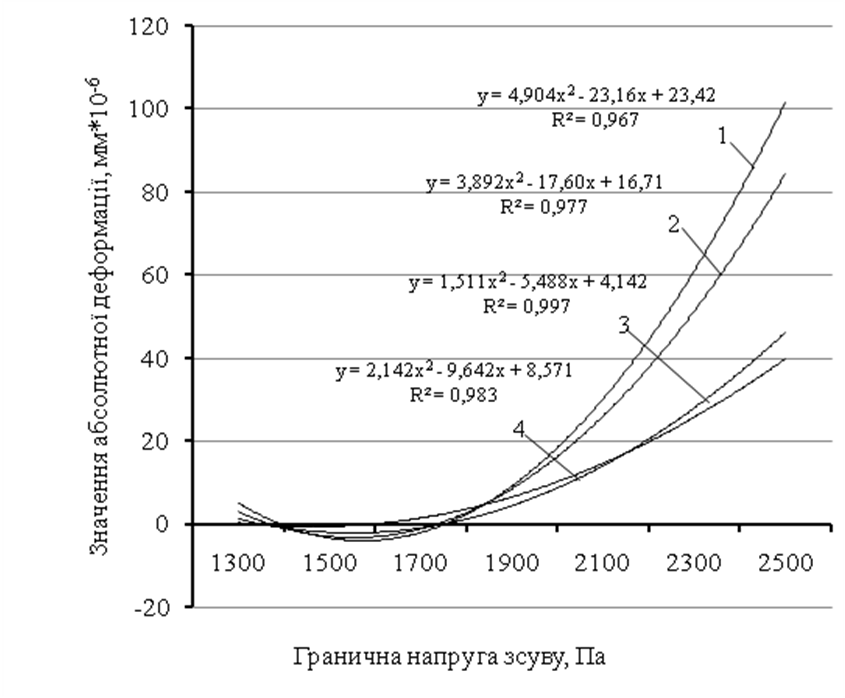 120
100
80
60
40
20
0
-20
Значення абсолютної деформації, мм*10⁻⁶
y = 4,904x² - 23,16x + 23,42
R² = 0,967
1
y = 3,892x² - 17,60x + 16,71
R² = 0,977
2
y = 1,511x² - 5,488x + 4,142
R² = 0,997
3
y = 2,142x² - 9,642x + 8,571
R² = 0,983
4
1300 1500 1700 1900 2100 2300 2500
Гранична напруга зсуву, Па